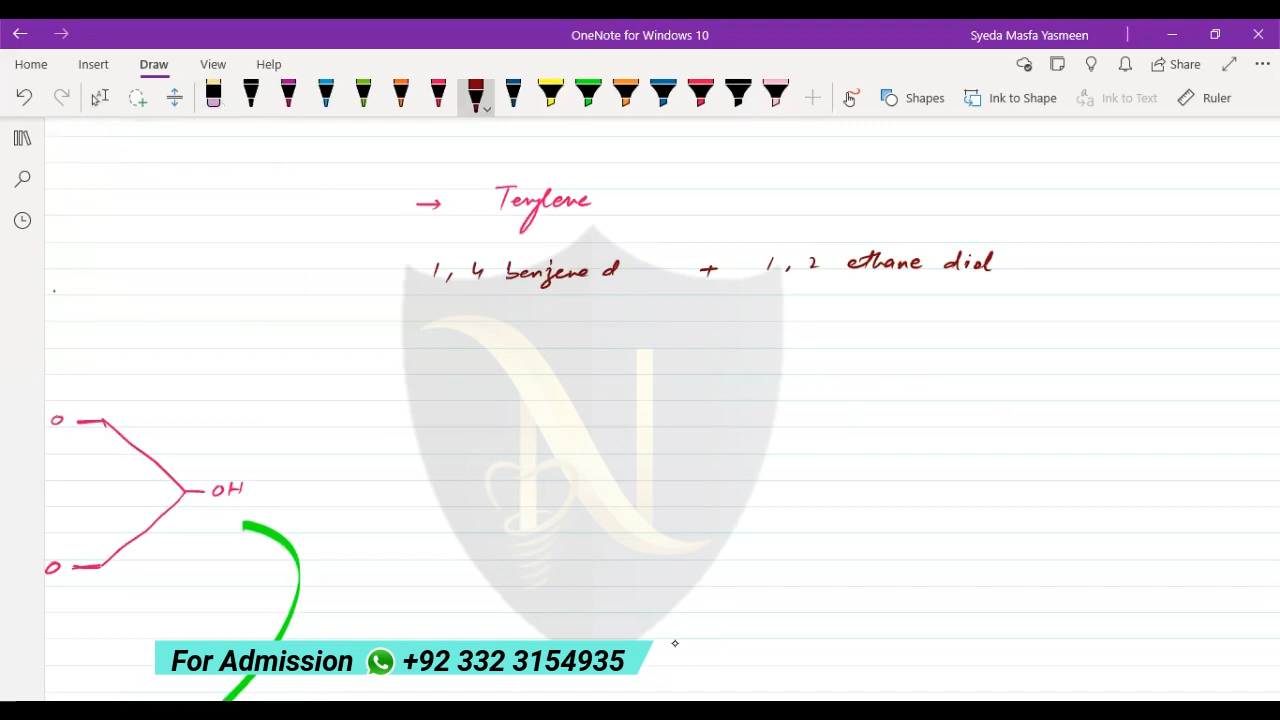 OneNote for Windows 10
Syeda Masfa Yasmeen
Home Insert Draw View Help
Share
Shapes
Ink to Shape
Ink to Text
Ruler
→ Terylene
1, 4 benzene d + 1, 2 ethane diol
O
OH
O
For Admission +92 332 3154935